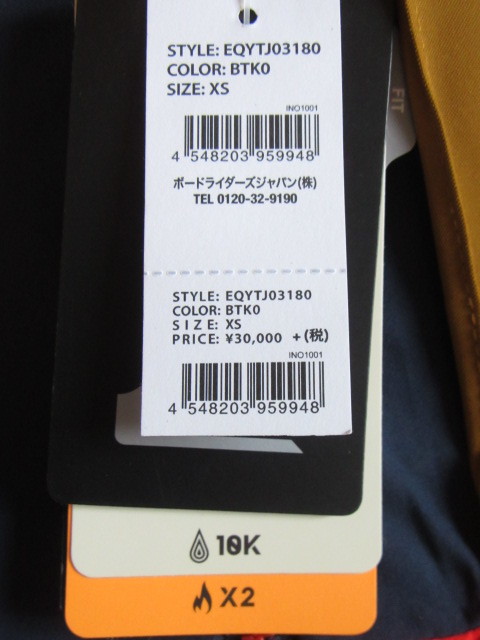 STYLE: EQYTJ03180
COLOR: BTK0
SIZE: XS
INO1001
4 548203 959948
ボードライダーズジャパン(株)
TEL 0120-32-9190
STYLE: EQYTJ03180
COLOR: BTK0
SIZE: XS
PRICE: ¥30,000 +(税)
INO1001
4 548203 959948
FIT
10K
X2